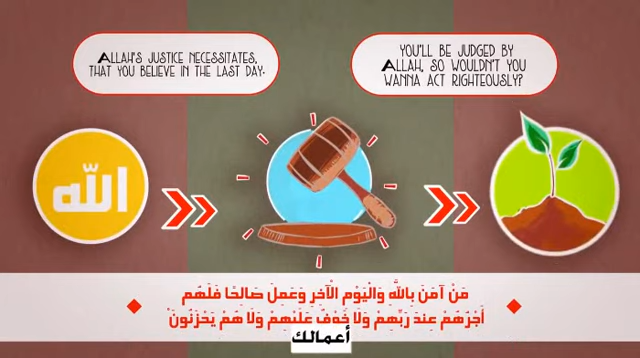 ALLAH'S JUSTICE NECESSITATES,
THAT YOU BELIEVE IN THE LAST DAY.
YOU'LL BE JUDGED BY
ALLAH, SO WOULDN'T YOU
WANNA ACT RIGHTEOUSLY?
الله
مَنْ آمَنَ بِاللَّهِ وَالْيَوْمِ الْآخِرِ وَعَمِلَ صَالِحًا فَلَهُمْ
أَجْرُهُمْ عِندَ رَبِّهِمْ وَلَا خَوْفٌ عَلَيْهِمْ وَلَا هُمْ يَحْزَنُونَ
أعمالك